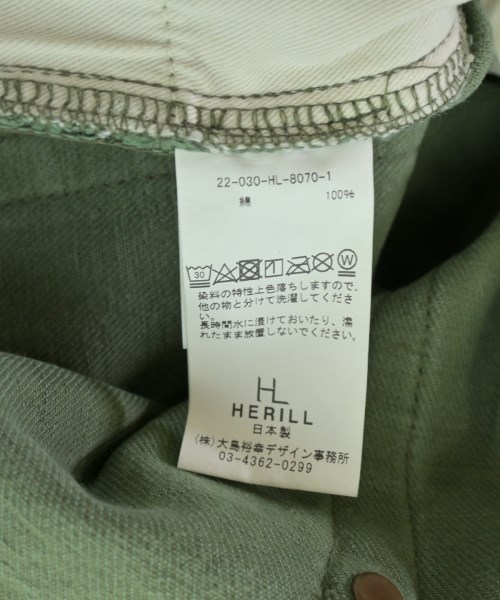 22-030-HL-8070-1
綿 100%
30 W
染料の特性上色落ちしますので、
他の物と分けて洗濯してくださ
い。
長時間水に漬けておいたり、濡
れたまま放置しないでください。
HL
HERILL
日本製
(株)大島裕幸デザイン事務所
03-4362-0299